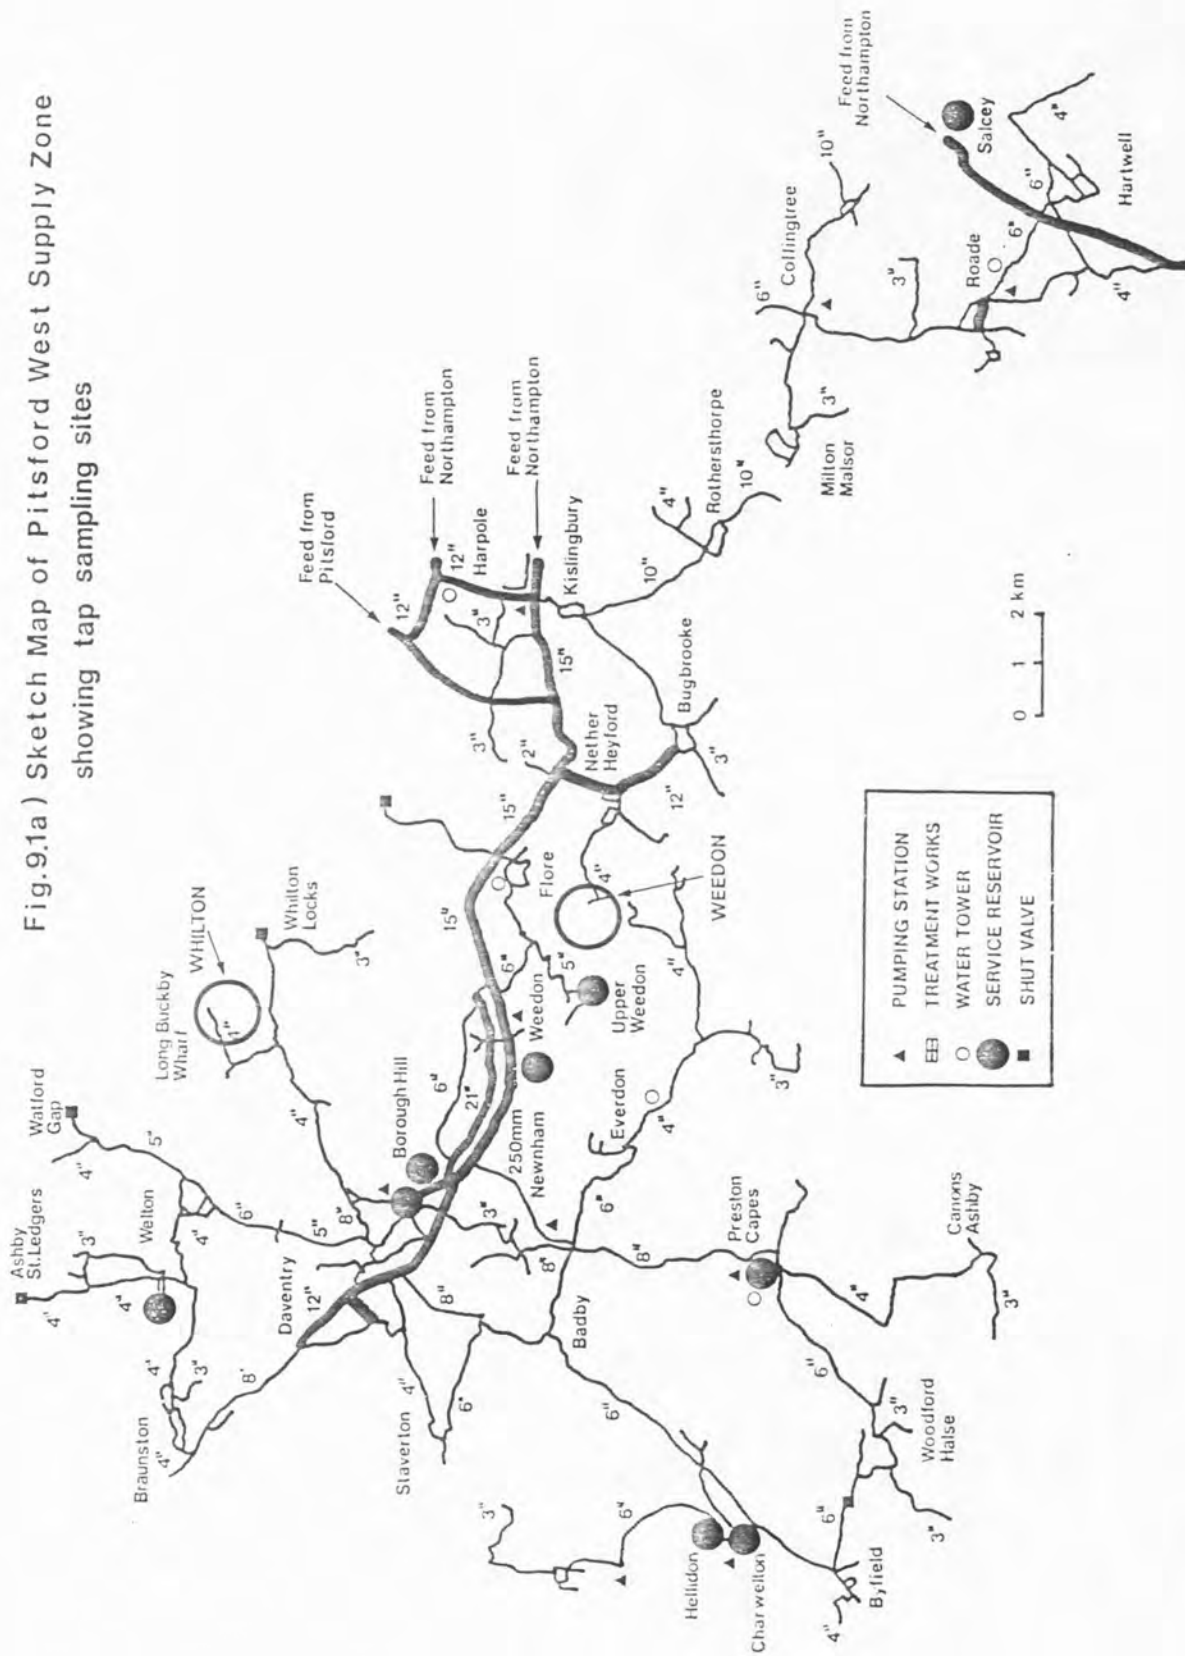 Fig.9.1a) Sketch Map of Pitsford West Supply Zone
showing tap sampling sites
Ashby
St.Ledgers
Watford
Gap
Long Buckby
Wharf
WHILTON
Whilton
Locks
Feed from
Pitsford
Feed from
Northampton
Feed from
Northampton
Feed from
Northampton
4"
3"
4"
5"
Welton
4"
4"
6"
4"
3"
4"
Braunston
4"
8"
Daventry
12"
5"
8"
4"
3"
Borough Hill
6"
21"
250mm
Newnham
Weedon
6"
5"
Upper
Weedon
15"
15"
Flore
2"
3"
12"
12"
Harpole
3"
15"
Kislingbury
Nether
Heyford
4"
WEEDON
12"
Bugbrooke
3"
10"
4"
Rothersthorpe
10"
Milton
Malsor
3"
6"
Collingtree
10"
3"
Roade
Salcey
6"
6"
4"
4"
Hartwell
Staverton
4"
6"
8"
3"
8"
Badby
6"
Everdon
4"
4"
3"
8"
Preston
Capes
4"
Canons
Ashby
3"
6"
6"
3"
Woodford
Halse
3"
6"
3"
6"
Hellidon
Charwelton
Byfield
4"
PUMPING STATION
TREATMENT WORKS
WATER TOWER
SERVICE RESERVOIR
SHUT VALVE
0 1 2 km